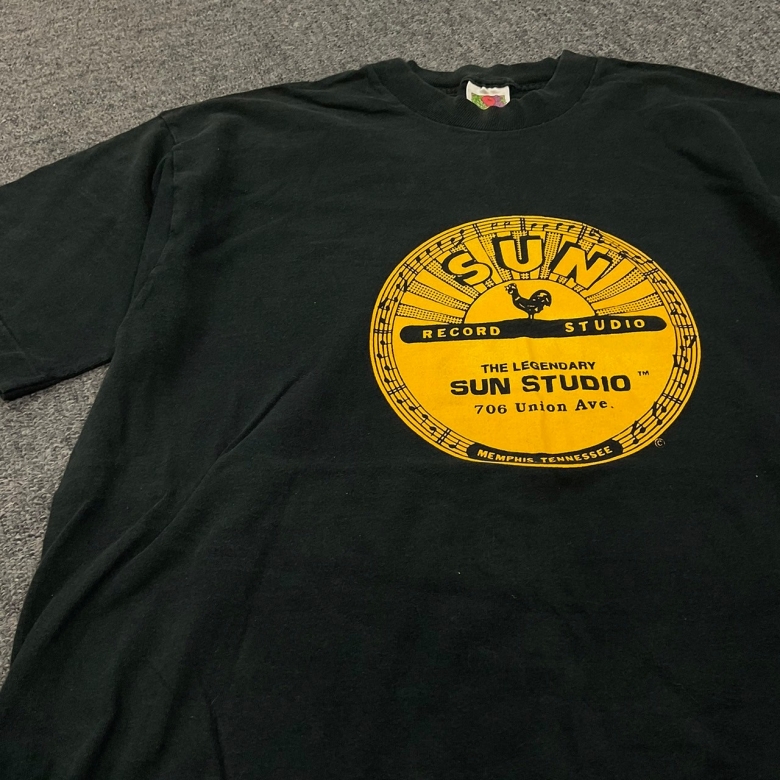 SUN
RECORD STUDIO
THE LEGENDARY
SUN STUDIO ™
706 Union Ave.
MEMPHIS, TENNESSEE
©